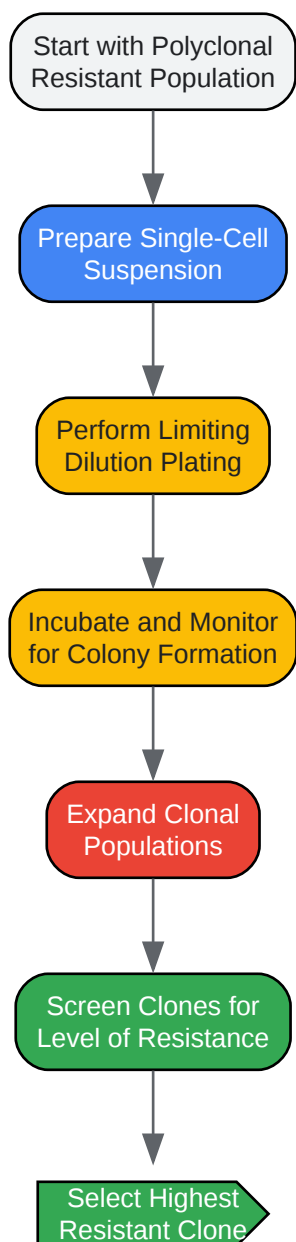 Start with Polyclonal
Resistant Population
Prepare Single-Cell
Suspension
Perform Limiting
Dilution Plating
Incubate and Monitor
for Colony Formation
Expand Clonal
Populations
Screen Clones for
Level of Resistance
Select Highest
Resistant Clone